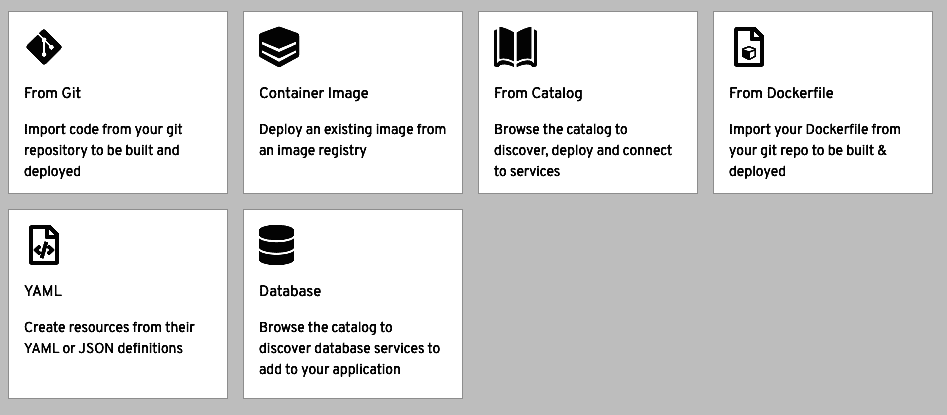 From Git
Import code from your git
repository to be built and
deployed
Container Image
Deploy an existing image from
an image registry
From Catalog
Browse the catalog to
discover, deploy and connect
to services
From Dockerfile
Import your Dockerfile from
your git repo to be built &
deployed
YAML
Create resources from their
YAML or JSON definitions
Database
Browse the catalog to
discover database services to
add to your application